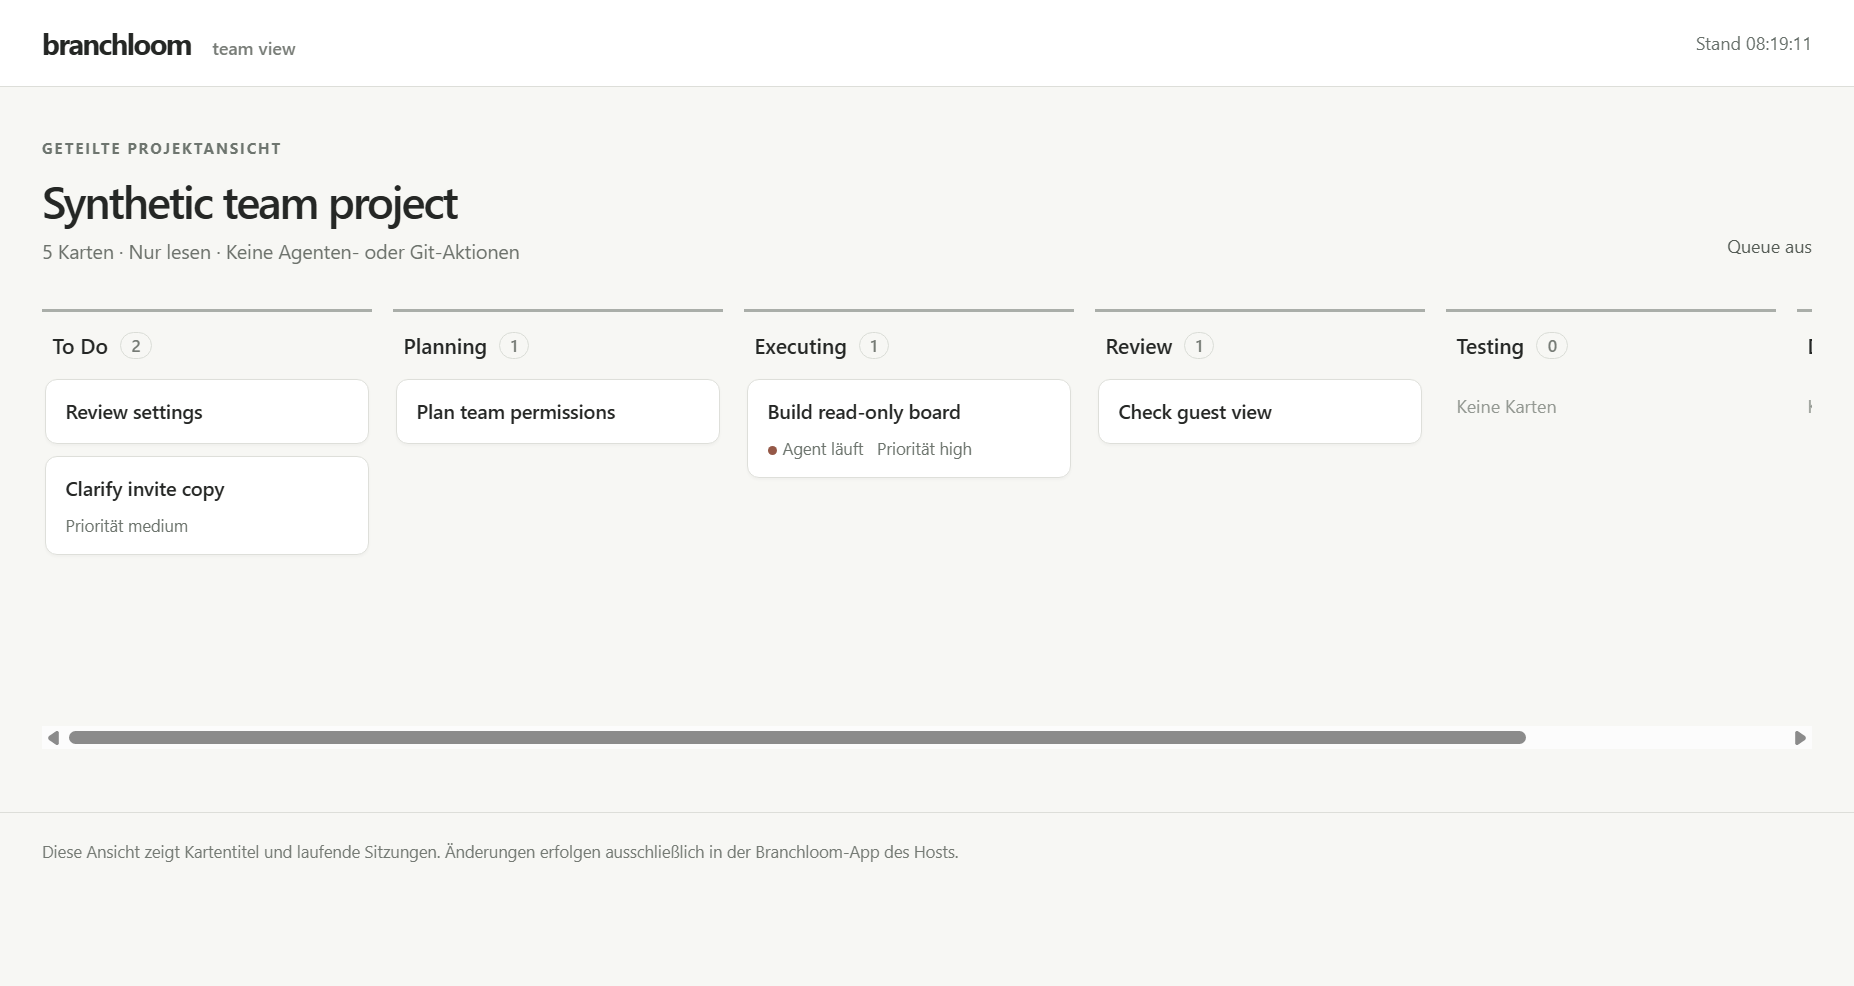 branchloom team view
Stand 08:19:11
GETEILTE PROJEKTANSICHT
Synthetic team project
5 Karten · Nur lesen · Keine Agenten- oder Git-Aktionen
Queue aus
To Do 2
Review settings
Clarify invite copy
Priorität medium
Planning 1
Plan team permissions
Executing 1
Build read-only board
Agent läuft Priorität high
Review 1
Check guest view
Testing 0
Keine Karten
Diese Ansicht zeigt Kartentitel und laufende Sitzungen. Änderungen erfolgen ausschließlich in der Branchloom-App des Hosts.